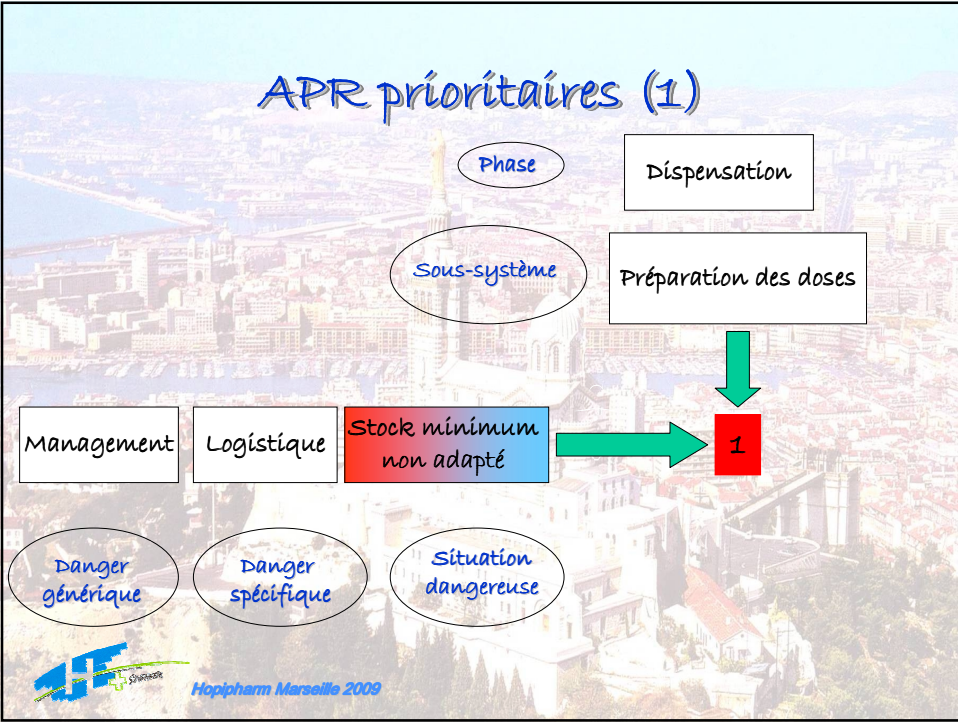 APR prioritaires (1)
Phase
Dispensation
Sous-système
Préparation des doses
Management
Logistique
Stock minimum
non adapté
1
Danger
générique
Danger
spécifique
Situation
dangereuse
Hopipharm Marseille 2009